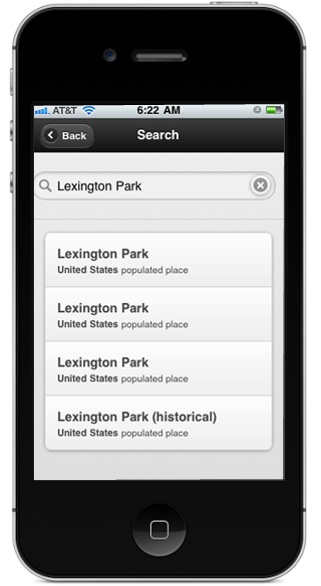 AT&T 6:22 AM
Back Search
Lexington Park
Lexington Park
United States populated place
Lexington Park
United States populated place
Lexington Park
United States populated place
Lexington Park (historical)
United States populated place